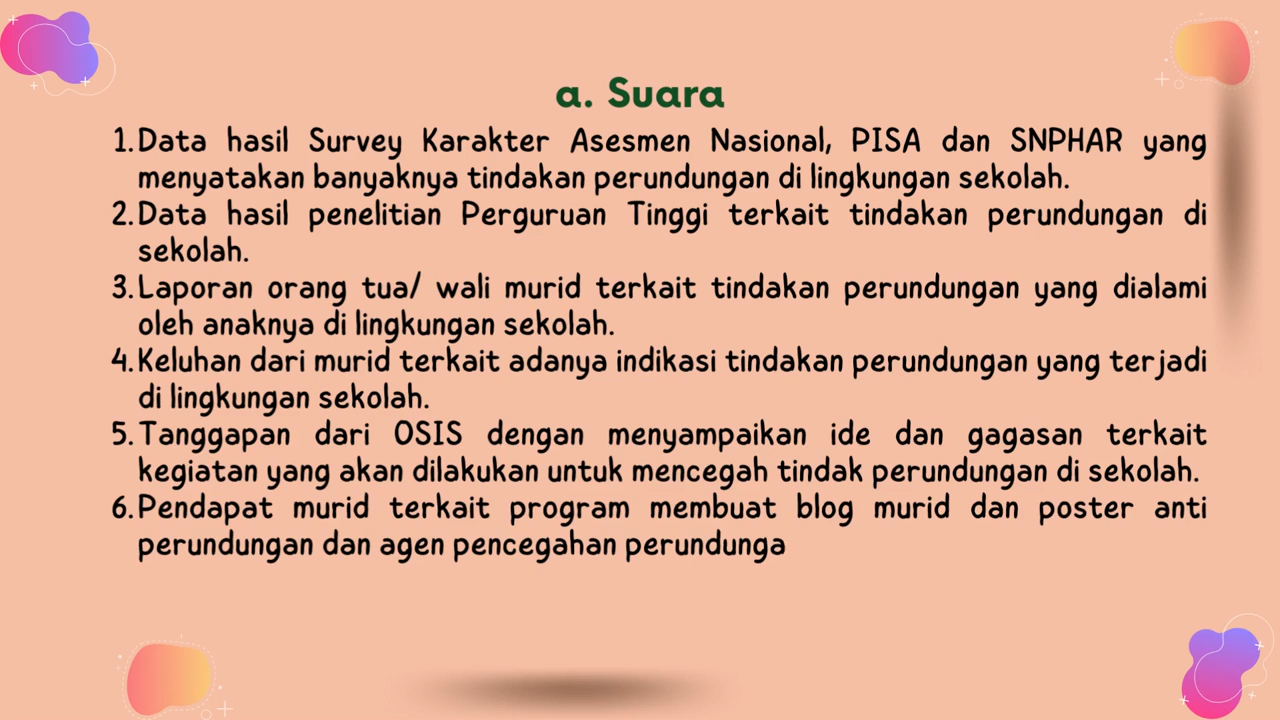 a. Suara
1. Data hasil Survey Karakter Asesmen Nasional, PISA dan SNPHAR yang
menyatakan banyaknya tindakan perundungan di lingkungan sekolah.
2. Data hasil penelitian Perguruan Tinggi terkait tindakan perundungan di
sekolah.
3. Laporan orang tua/ wali murid terkait tindakan perundungan yang dialami
oleh anaknya di lingkungan sekolah.
4. Keluhan dari murid terkait adanya indikasi tindakan perundungan yang terjadi
di lingkungan sekolah.
5. Tanggapan dari OSIS dengan menyampaikan ide dan gagasan terkait
kegiatan yang akan dilakukan untuk mencegah tindak perundungan di sekolah.
6. Pendapat murid terkait program membuat blog murid dan poster anti
perundungan dan agen pencegahan perundunga